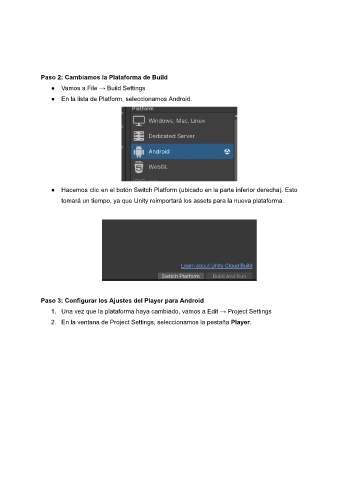 Paso 2: Cambiamos la Plataforma de Build
● Vamos a File → Build Settings
● En la lista de Platform, seleccionamos Android.
Platform
Windows, Mac, Linux
Dedicated Server
Android
WebGL
● Hacemos clic en el botón Switch Platform (ubicado en la parte inferior derecha). Esto
tomará un tiempo, ya que Unity reimportará los assets para la nueva plataforma.
Learn about Unity Cloud Build
Switch Platform Build And Run
Paso 3: Configurar los Ajustes del Player para Android
1. Una vez que la plataforma haya cambiado, vamos a Edit → Project Settings
2. En la ventana de Project Settings, seleccionamos la pestaña Player.